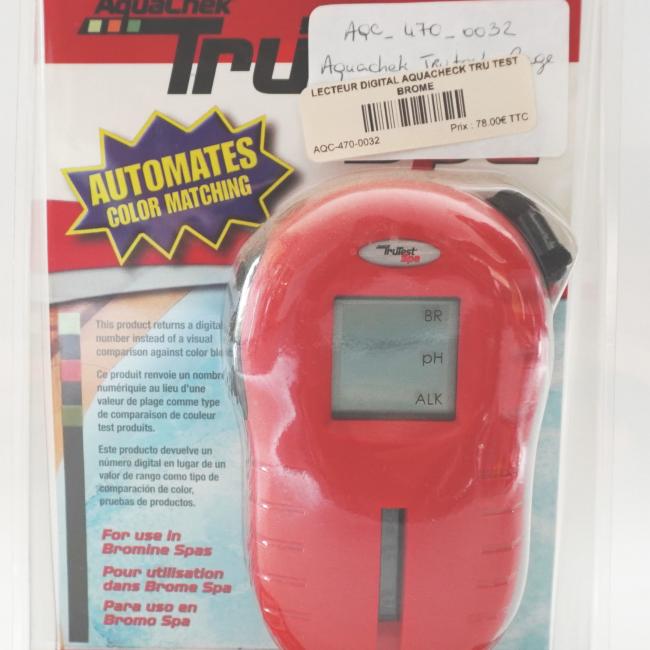 AquaChek
Tru
AQC_470_0032
Aquachek
LECTEUR DIGITAL AQUACHECK TRU TEST
BROME
Prix : 78.00€ TTC
AQC-470-0032
AUTOMATES
COLOR MATCHING
TruTest
Spa
BR
pH
ALK
This product returns a digital
number instead of a visual
comparison against color
Ce produit renvoie un
numériquie au lieu d'une
valeur de plage comme type
de comparaison de couleur
test produits.
Este producto devuelve un
número digital en lugar de un
valor de rango como tipo de
comparación de color,
pruebas de productos.
For use in
Bromine Spas
Pour utilisation
dans Brome Spa
Para uso en
Bromo Spa